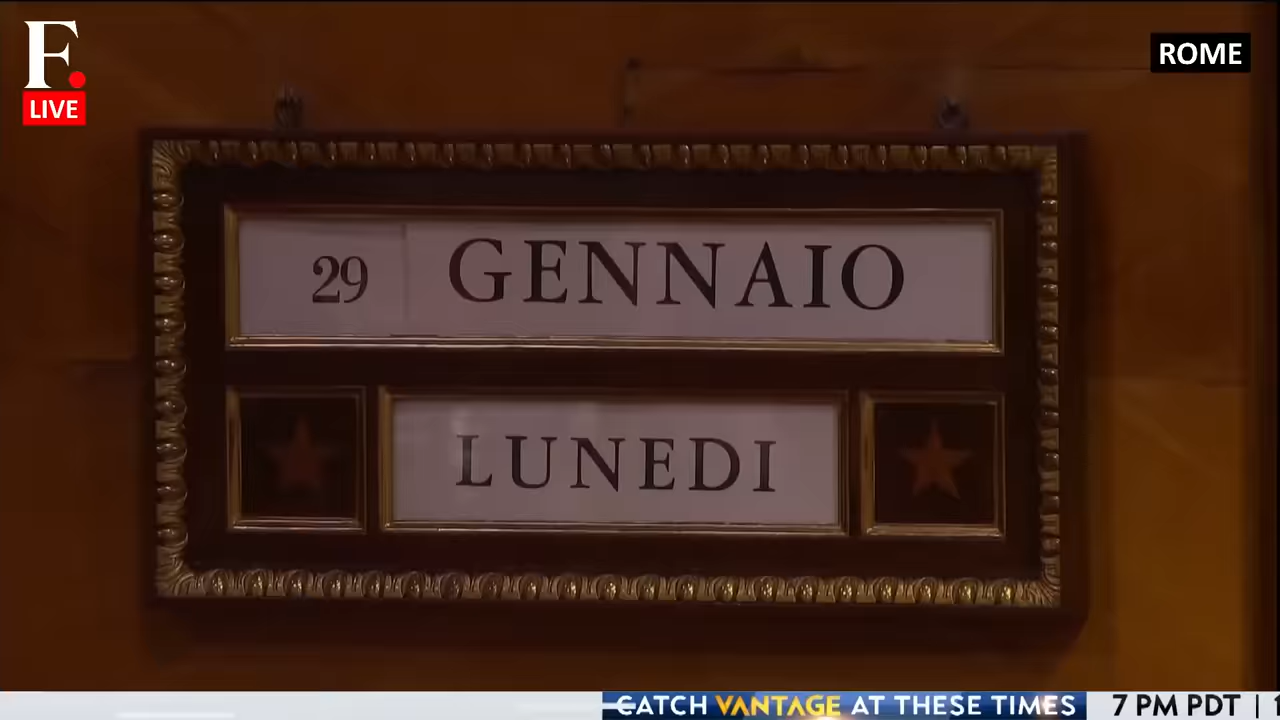 F.
LIVE
ROME
29 GENNAIO
LUNEDI
CATCH VANTAGE AT THESE TIMES 7 PM PDT |